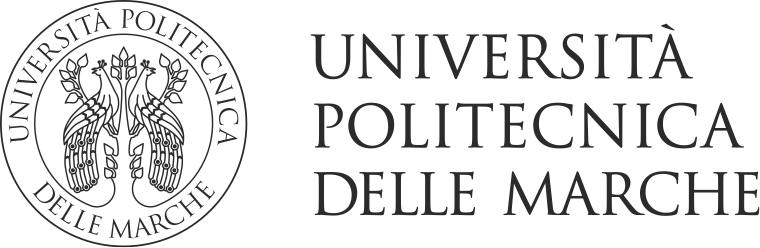 UNIVERSITÀ POLITECNICA
DELLE MARCHE
UNIVERSITÀ
POLITECNICA
DELLE MARCHE